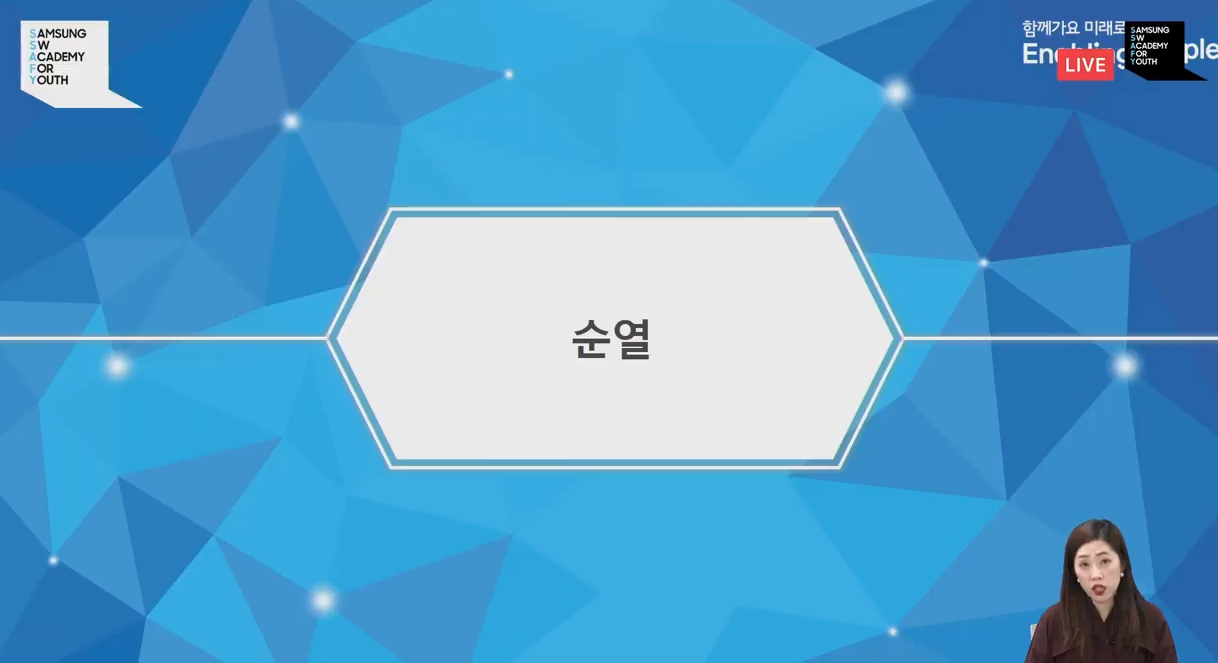 SAMSUNG
SW
ACADEMY
FOR
YOUTH
함께가요 미래로
LIVE
SAMSUNG
SW
ACADEMY
FOR
YOUTH
순열